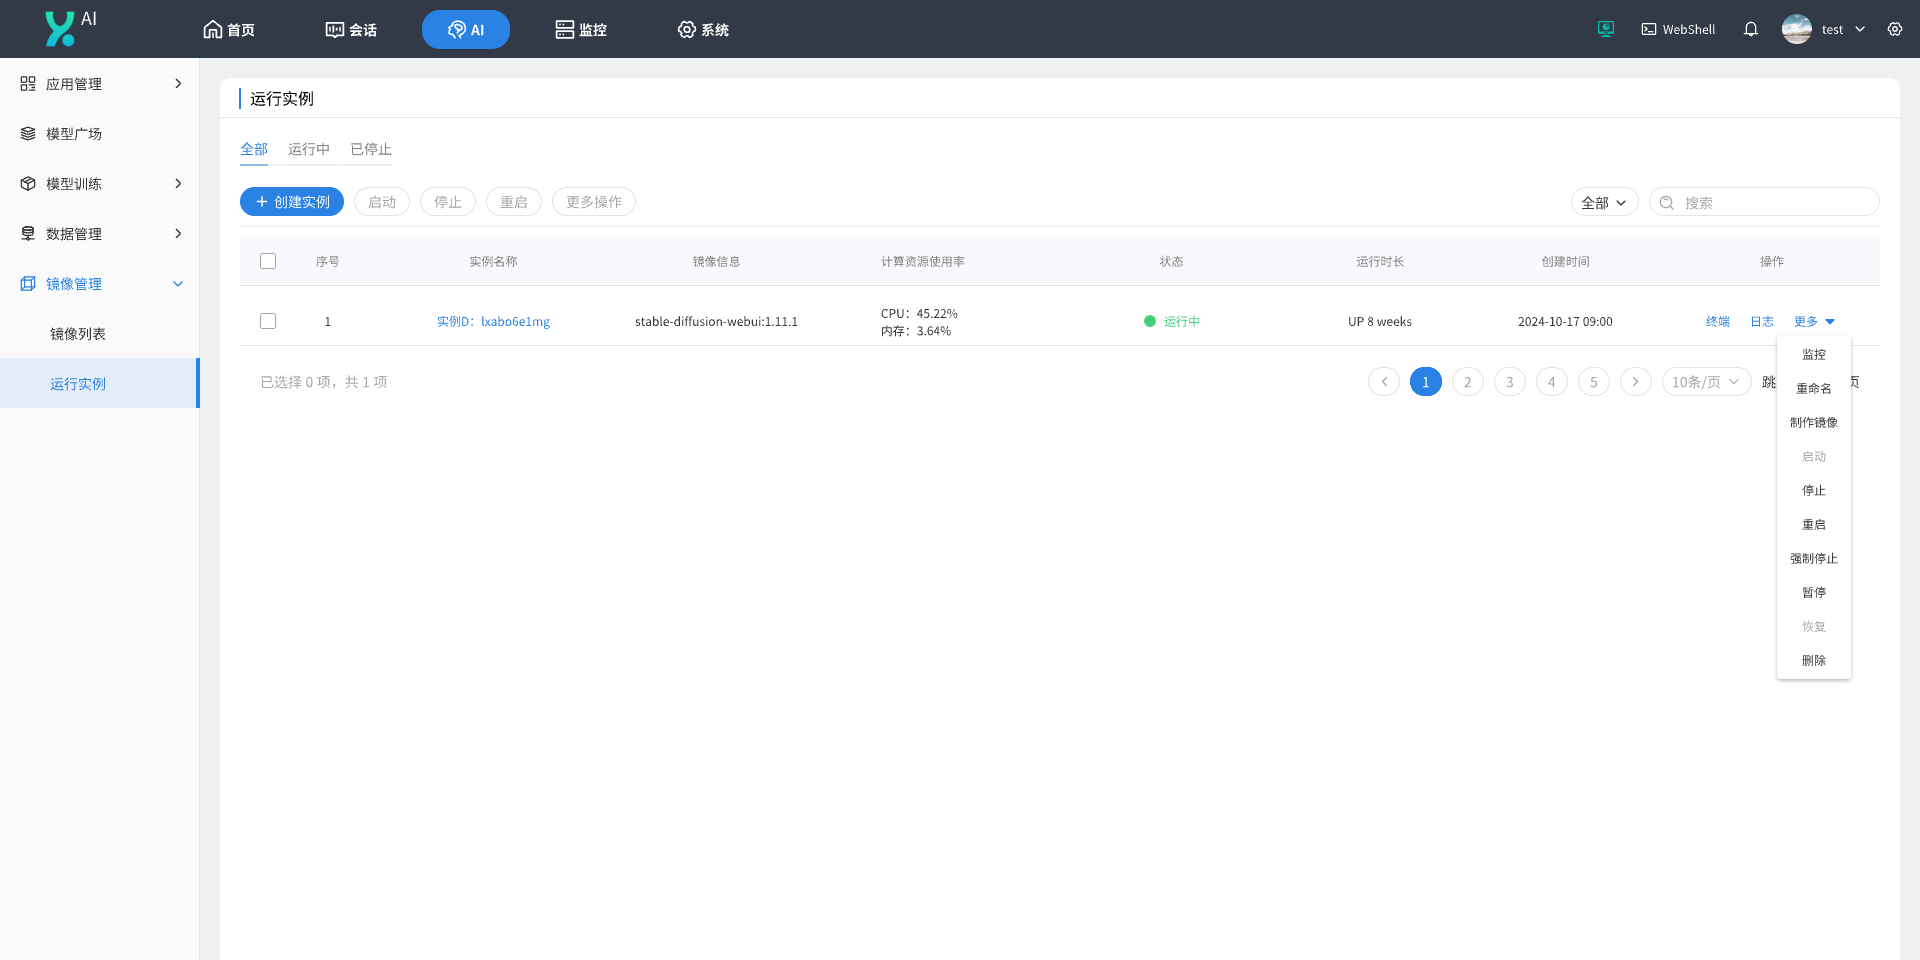 AI
首页
会话
AI
监控
系统
WebShell
test
应用管理
模型广场
模型训练
数据管理
镜像管理
镜像列表
运行实例
运行实例
全部
运行中
已停止
创建实例
启动
停止
重启
更多操作
全部
搜索
序号
实例名称
镜像信息
计算资源使用率
状态
运行时长
创建时间
操作
1
实例D：lxabo6e1mg
stable-diffusion-webui:1.11.1
CPU：45.22%
内存：3.64%
运行中
UP 8 weeks
2024-10-17 09:00
终端
日志
更多
已选择 0 项，共 1 项
1
2
3
4
5
10条/页
跳
页
监控
重命名
制作镜像
启动
停止
重启
强制停止
暂停
恢复
删除